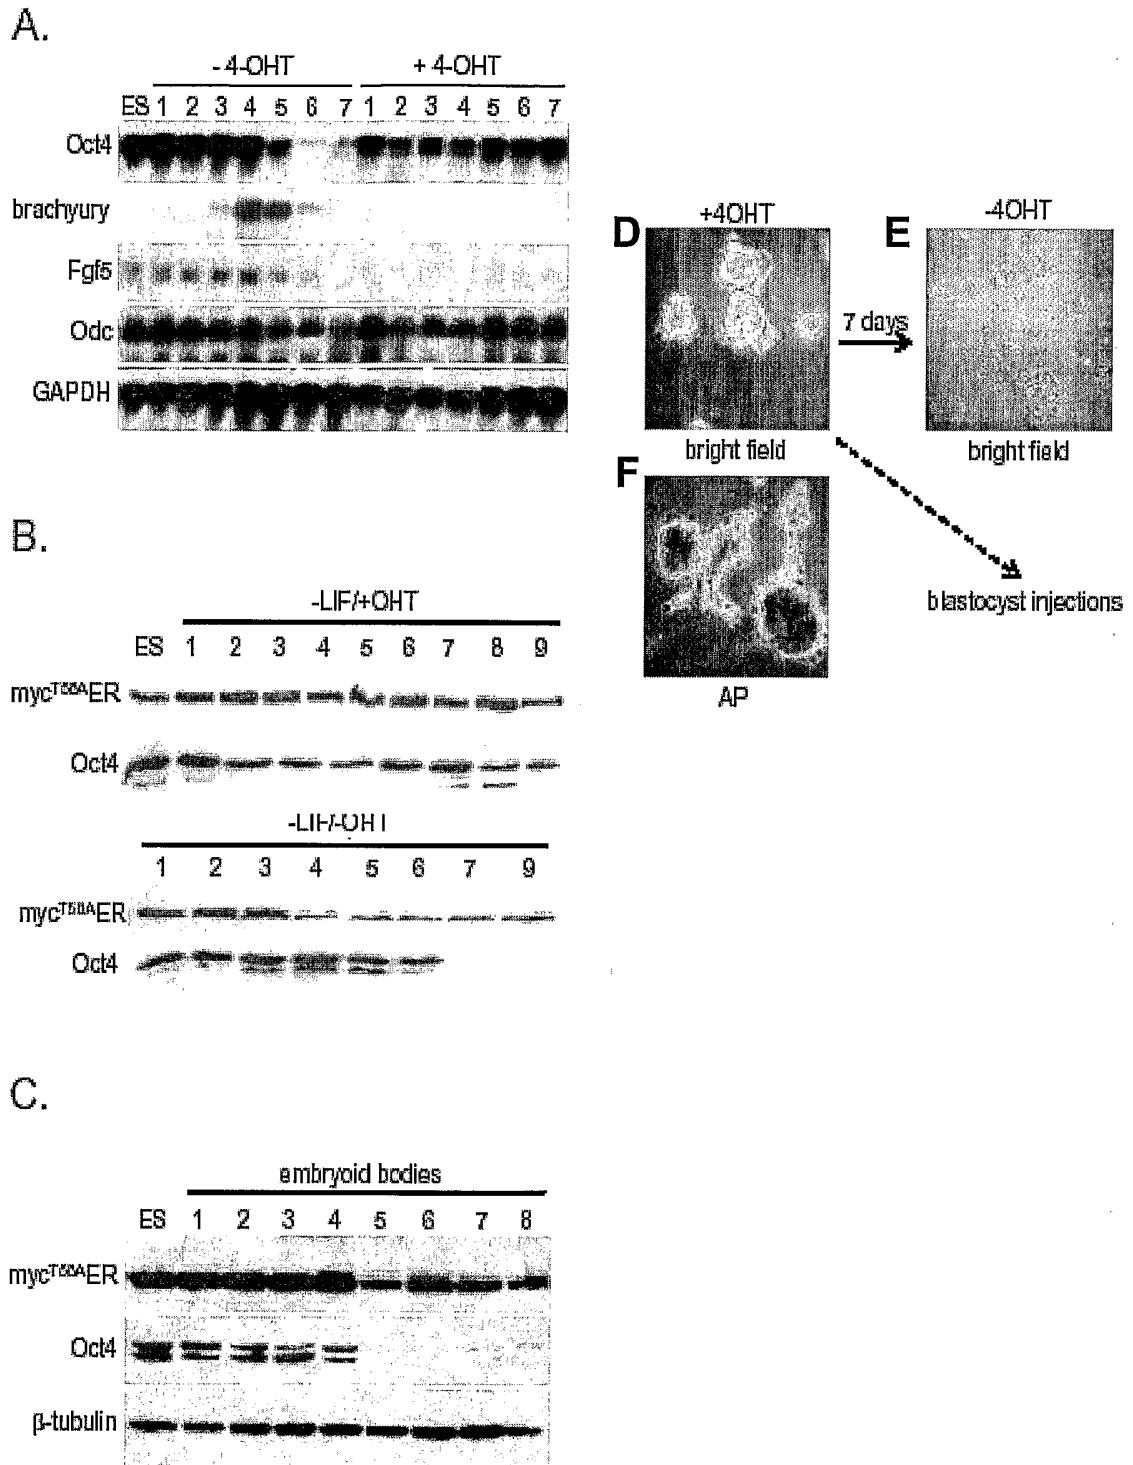 A.
- 4-OHT + 4-OHT
ES 1 2 3 4 5 6 7 1 2 3 4 5 6 7
Oct4
brachyury
Fgf5
Odc
GAPDH
B.
-LIF/+OHT
ES 1 2 3 4 5 6 7 8 9
mycT58AER
Oct4
-LIF/-OHT
1 2 3 4 5 6 7 9
mycT58AER
Oct4
C.
embryoid bodies
ES 1 2 3 4 5 6 7 8
mycT58AER
Oct4
β-tubulin
D +4OHT
bright field
7 days
E -4OHT
bright field
F
AP
blastocyst injections